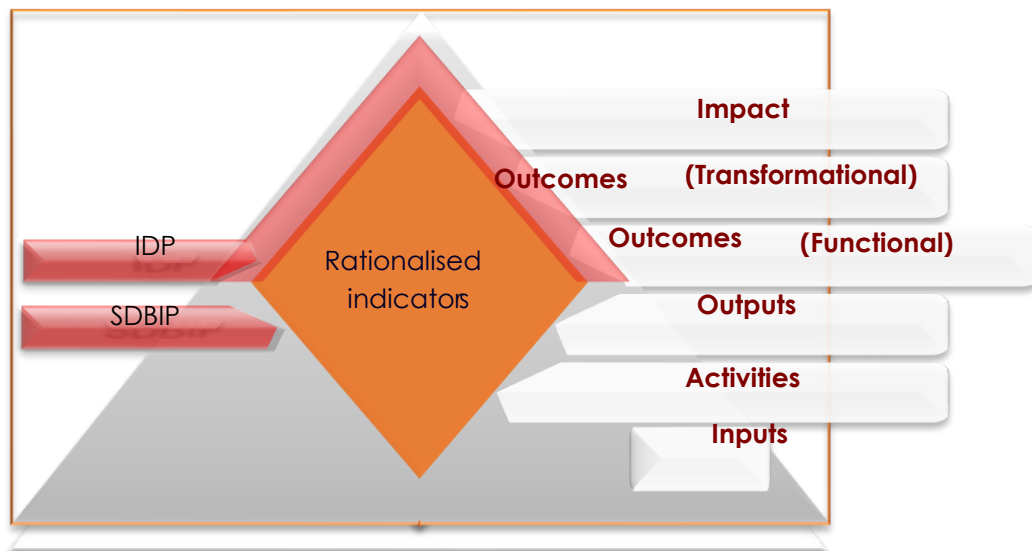 Impact
Outcomes (Transformational)
Outcomes (Functional)
IDP
Rationalised
indicators
SDBIP
Outputs
Activities
Inputs